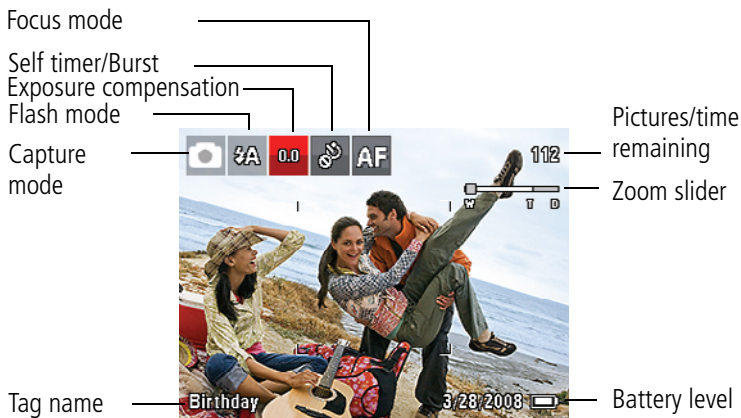 Focus mode
Self timer/Burst
Exposure compensation
Flash mode
Capture
mode
Pictures/time
remaining
Zoom slider
A
0.0
AF
112
W T D
Birthday
3/28/2008
Tag name
Battery level